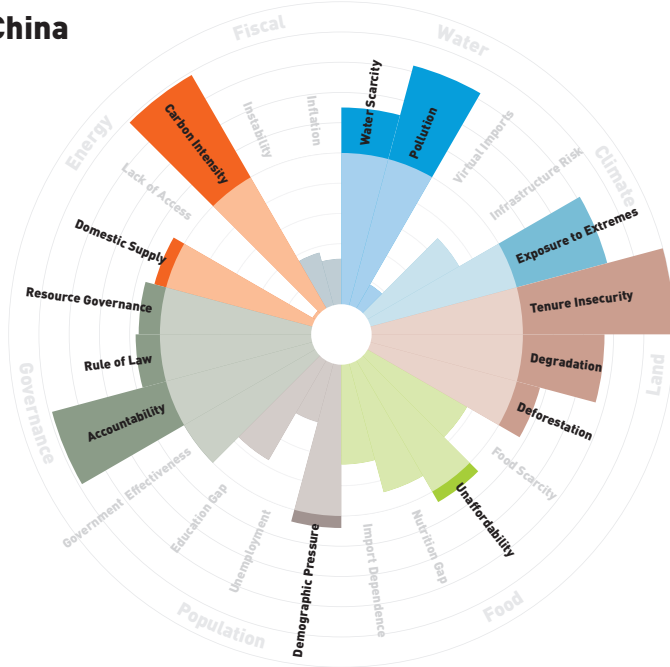 China
Fiscal
Water
Climate
Land
Food
Population
Governance
Energy
Water Scarcity
Pollution
Virtual Imports
Infrastructure Risk
Exposure to Extremes
Tenure Insecurity
Degradation
Deforestation
Food Scarcity
Unaffordability
Nutrition Gap
Import Dependence
Demographic Pressure
Unemployment
Education Gap
Government Effectiveness
Accountability
Rule of Law
Resource Governance
Domestic Supply
Lack of Access
Carbon Intensity
Instability
Inflation